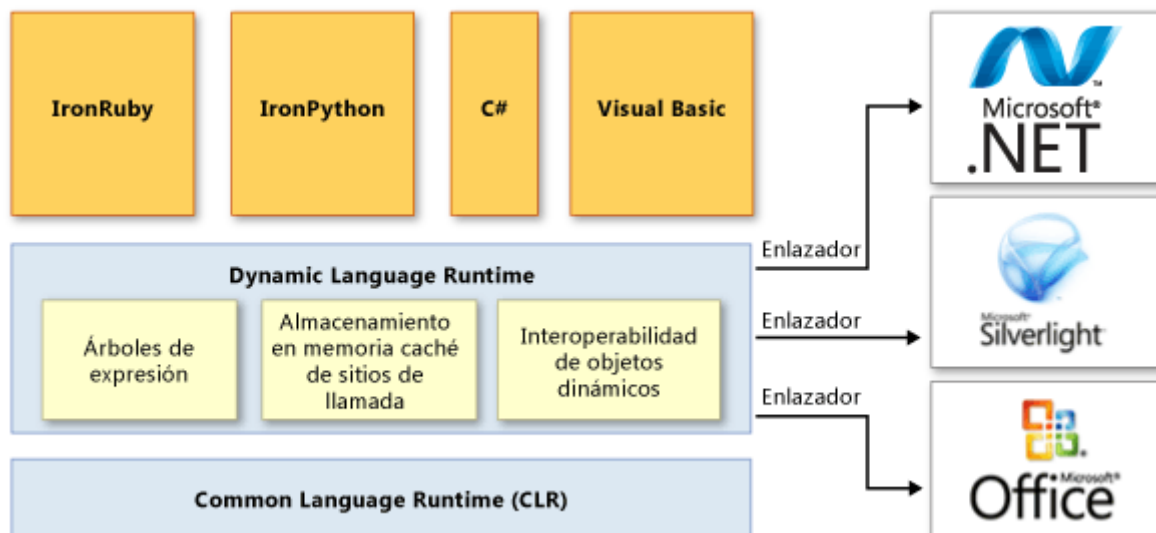 IronRuby
IronPython
C#
Visual Basic
Dynamic Language Runtime
Árboles de
expresión
Almacenamiento
en memoria caché
de sitios de
llamada
Interoperabilidad
de objetos
dinámicos
Common Language Runtime (CLR)
Enlazador
Enlazador
Enlazador
™
Microsoft®
.NET
Microsoft®
Silverlight
Microsoft®
Office